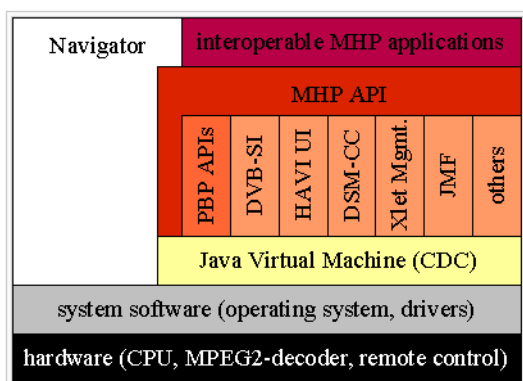 Navigator
interoperable MHP applications
MHP API
PBP APIs
DVB-SI
HAVI UI
DSM-CC
Xlet Mgmt.
JMF
others
Java Virtual Machine (CDC)
system software (operating system, drivers)
hardware (CPU, MPEG2-decoder, remote control)